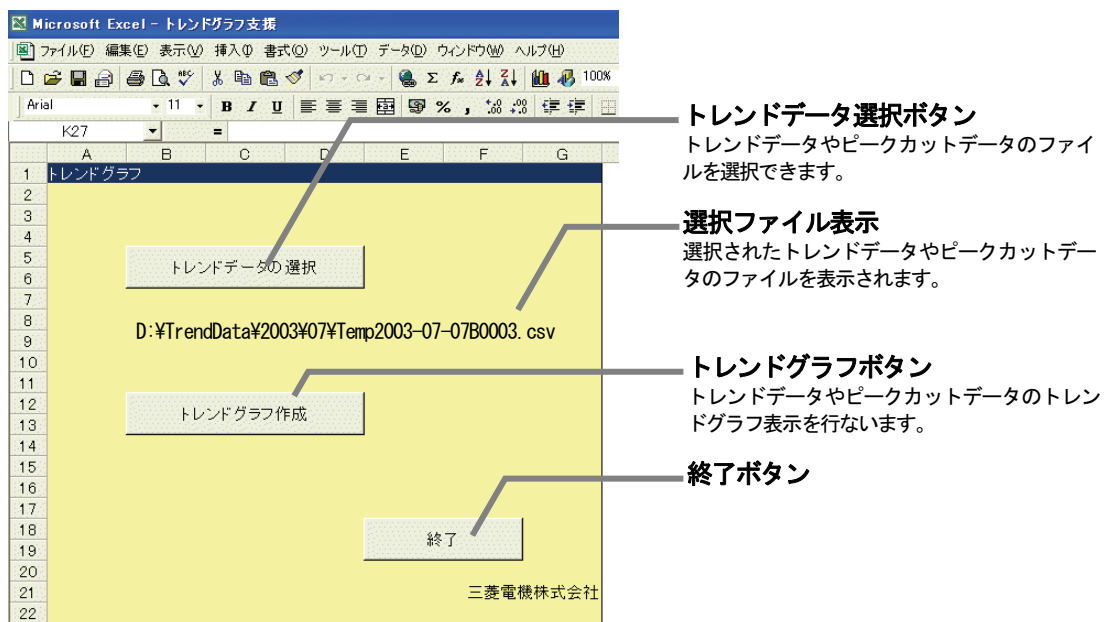 Microsoft Excel - トレンドグラフ支援
ファイル(F) 編集(E) 表示(V) 挿入(I) 書式(O) ツール(T) データ(D) ウィンドウ(W) ヘルプ(H)
100%
Arial 11 B I U % ,
K27 =
A B C D E F G
1 トレンドグラフ
2
3
4
5
6
トレンドデータの選択
7
8
9
D:¥TrendData¥2003¥07¥Temp2003-07-07B0003.csv
10
11
12
13
トレンドグラフ作成
14
15
16
17
18
19
終了
20
21 三菱電機株式会社
22
トレンドデータ選択ボタン
トレンドデータやピークカットデータのファイ
ルを選択できます。
選択ファイル表示
選択されたトレンドデータやピークカットデー
タのファイルを表示されます。
トレンドグラフボタン
トレンドデータやピークカットデータのトレン
ドグラフ表示を行ないます。
終了ボタン